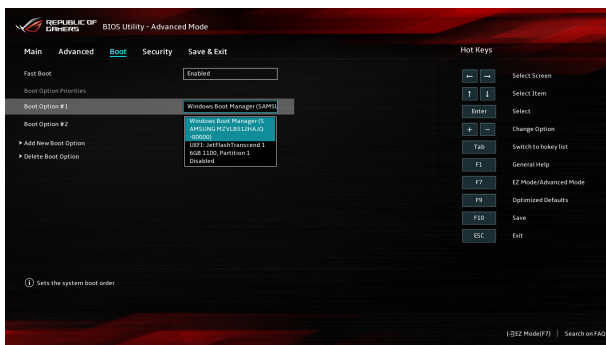 REPUBLIC OF
GAMERS
BIOS Utility - Advanced Mode
Main Advanced Boot Security Save & Exit
Hot Keys
Fast Boot Enabled
Boot Option Priorities
Boot Option #1 Windows Boot Manager (SAMSU
Boot Option #2
Windows Boot Manager (S
AMSUNG MZVLB512HAJQ
-00000)
UEFI: JetFlashTranscend 1
6GB 1100, Partition 1
Disabled
> Add New Boot Option
> Delete Boot Option
← → Select Screen
↑ ↓ Select Item
Enter Select
+ − Change Option
Tab Switch to hokey list
F1 General Help
F7 EZ Mode/Advanced Mode
F9 Optimized Defaults
F10 Save
ESC Exit
Sets the system boot order
EZ Mode(F7) | Search on FAQ